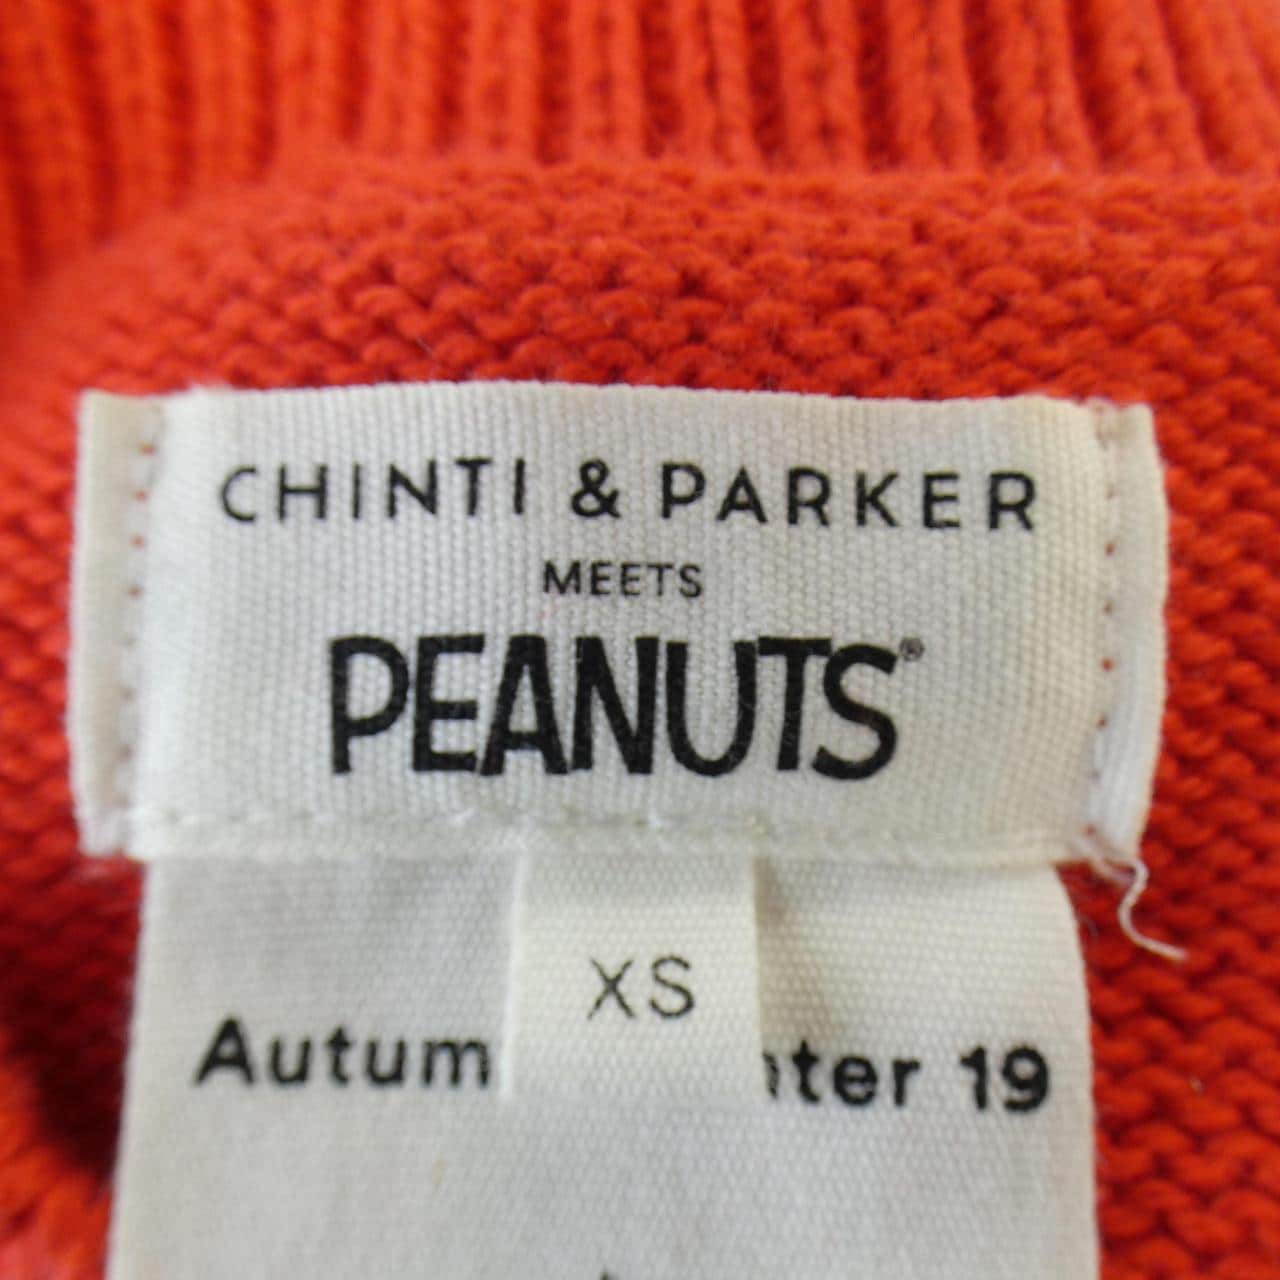 CHINTI & PARKER
MEETS
PEANUTS®
XS
Autum nter 19